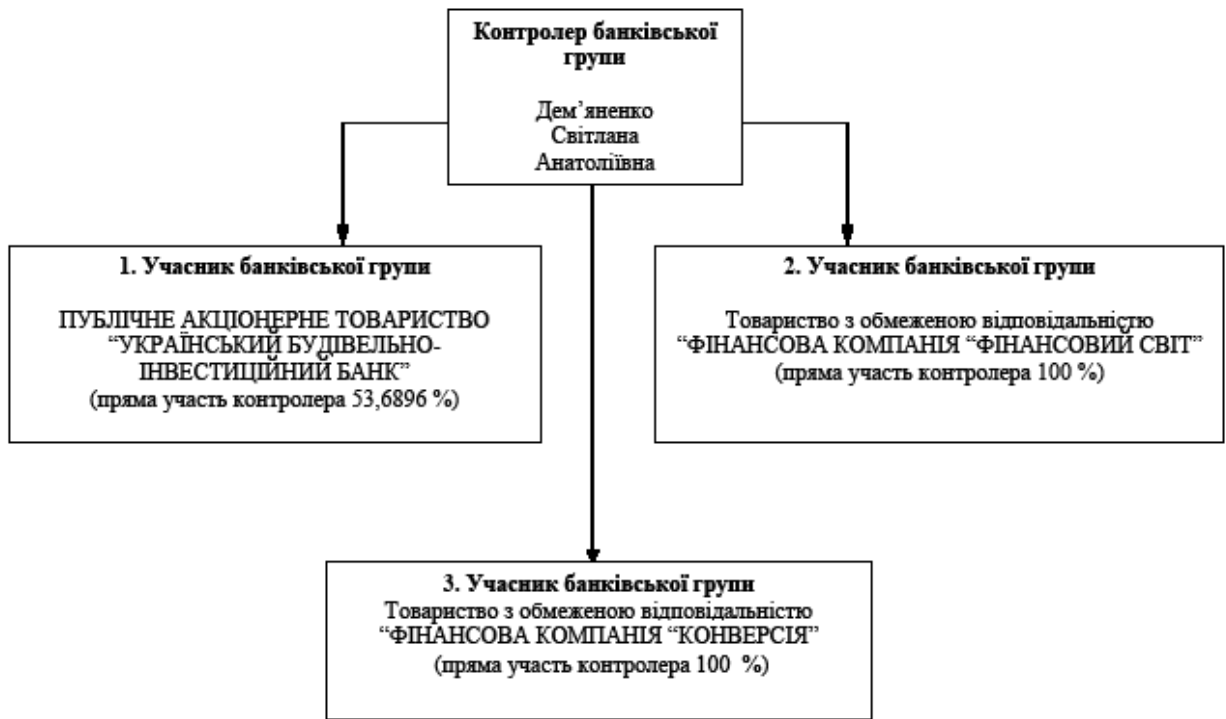 Контролер банківської
групи
Дем’яненко
Світлана
Анатоліївна
1. Учасник банківської групи
ПУБЛІЧНЕ АКЦІОНЕРНЕ ТОВАРИСТВО
“УКРАЇНСЬКИЙ БУДІВЕЛЬНО-
ІНВЕСТИЦІЙНИЙ БАНК”
(пряма участь контролера 53,6896 %)
2. Учасник банківської групи
Товариство з обмеженою відповідальністю
“ФІНАНСОВА КОМПАНІЯ “ФІНАНСОВИЙ СВІТ”
(пряма участь контролера 100 %)
3. Учасник банківської групи
Товариство з обмеженою відповідальністю
“ФІНАНСОВА КОМПАНІЯ “КОНВЕРСІЯ”
(пряма участь контролера 100 %)